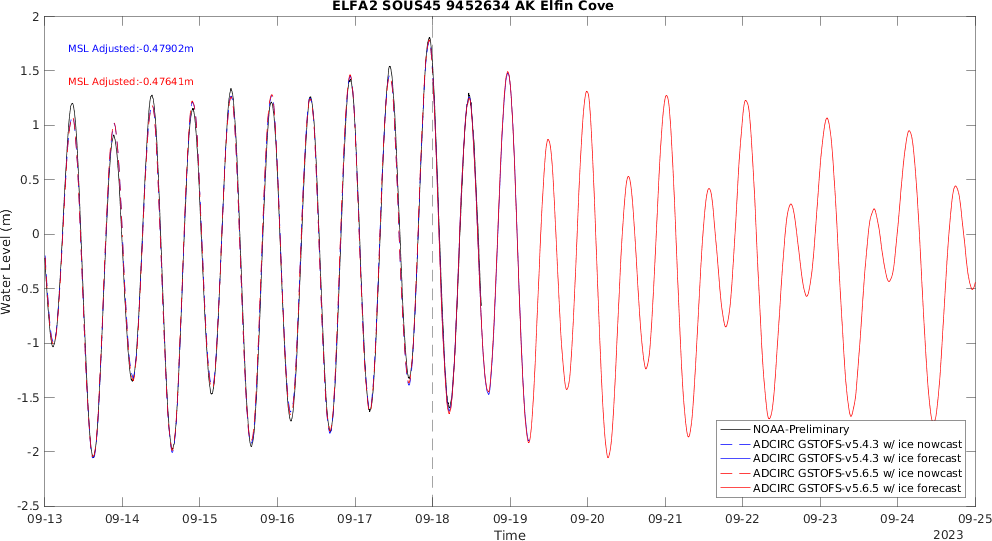 ELFA2 SOUS45 9452634 AK Elfin Cove
MSL Adjusted:-0.47902m
MSL Adjusted:-0.47641m
Water Level (m)
2
1.5
1
0.5
0
-0.5
-1
-1.5
-2
-2.5
NOAA-Preliminary
ADCIRC GSTOFS-v5.4.3 w/ ice nowcast
ADCIRC GSTOFS-v5.4.3 w/ ice forecast
ADCIRC GSTOFS-v5.6.5 w/ ice nowcast
ADCIRC GSTOFS-v5.6.5 w/ ice forecast
09-13 09-14 09-15 09-16 09-17 09-18 09-19 09-20 09-21 09-22 09-23 09-24 09-25
Time
2023